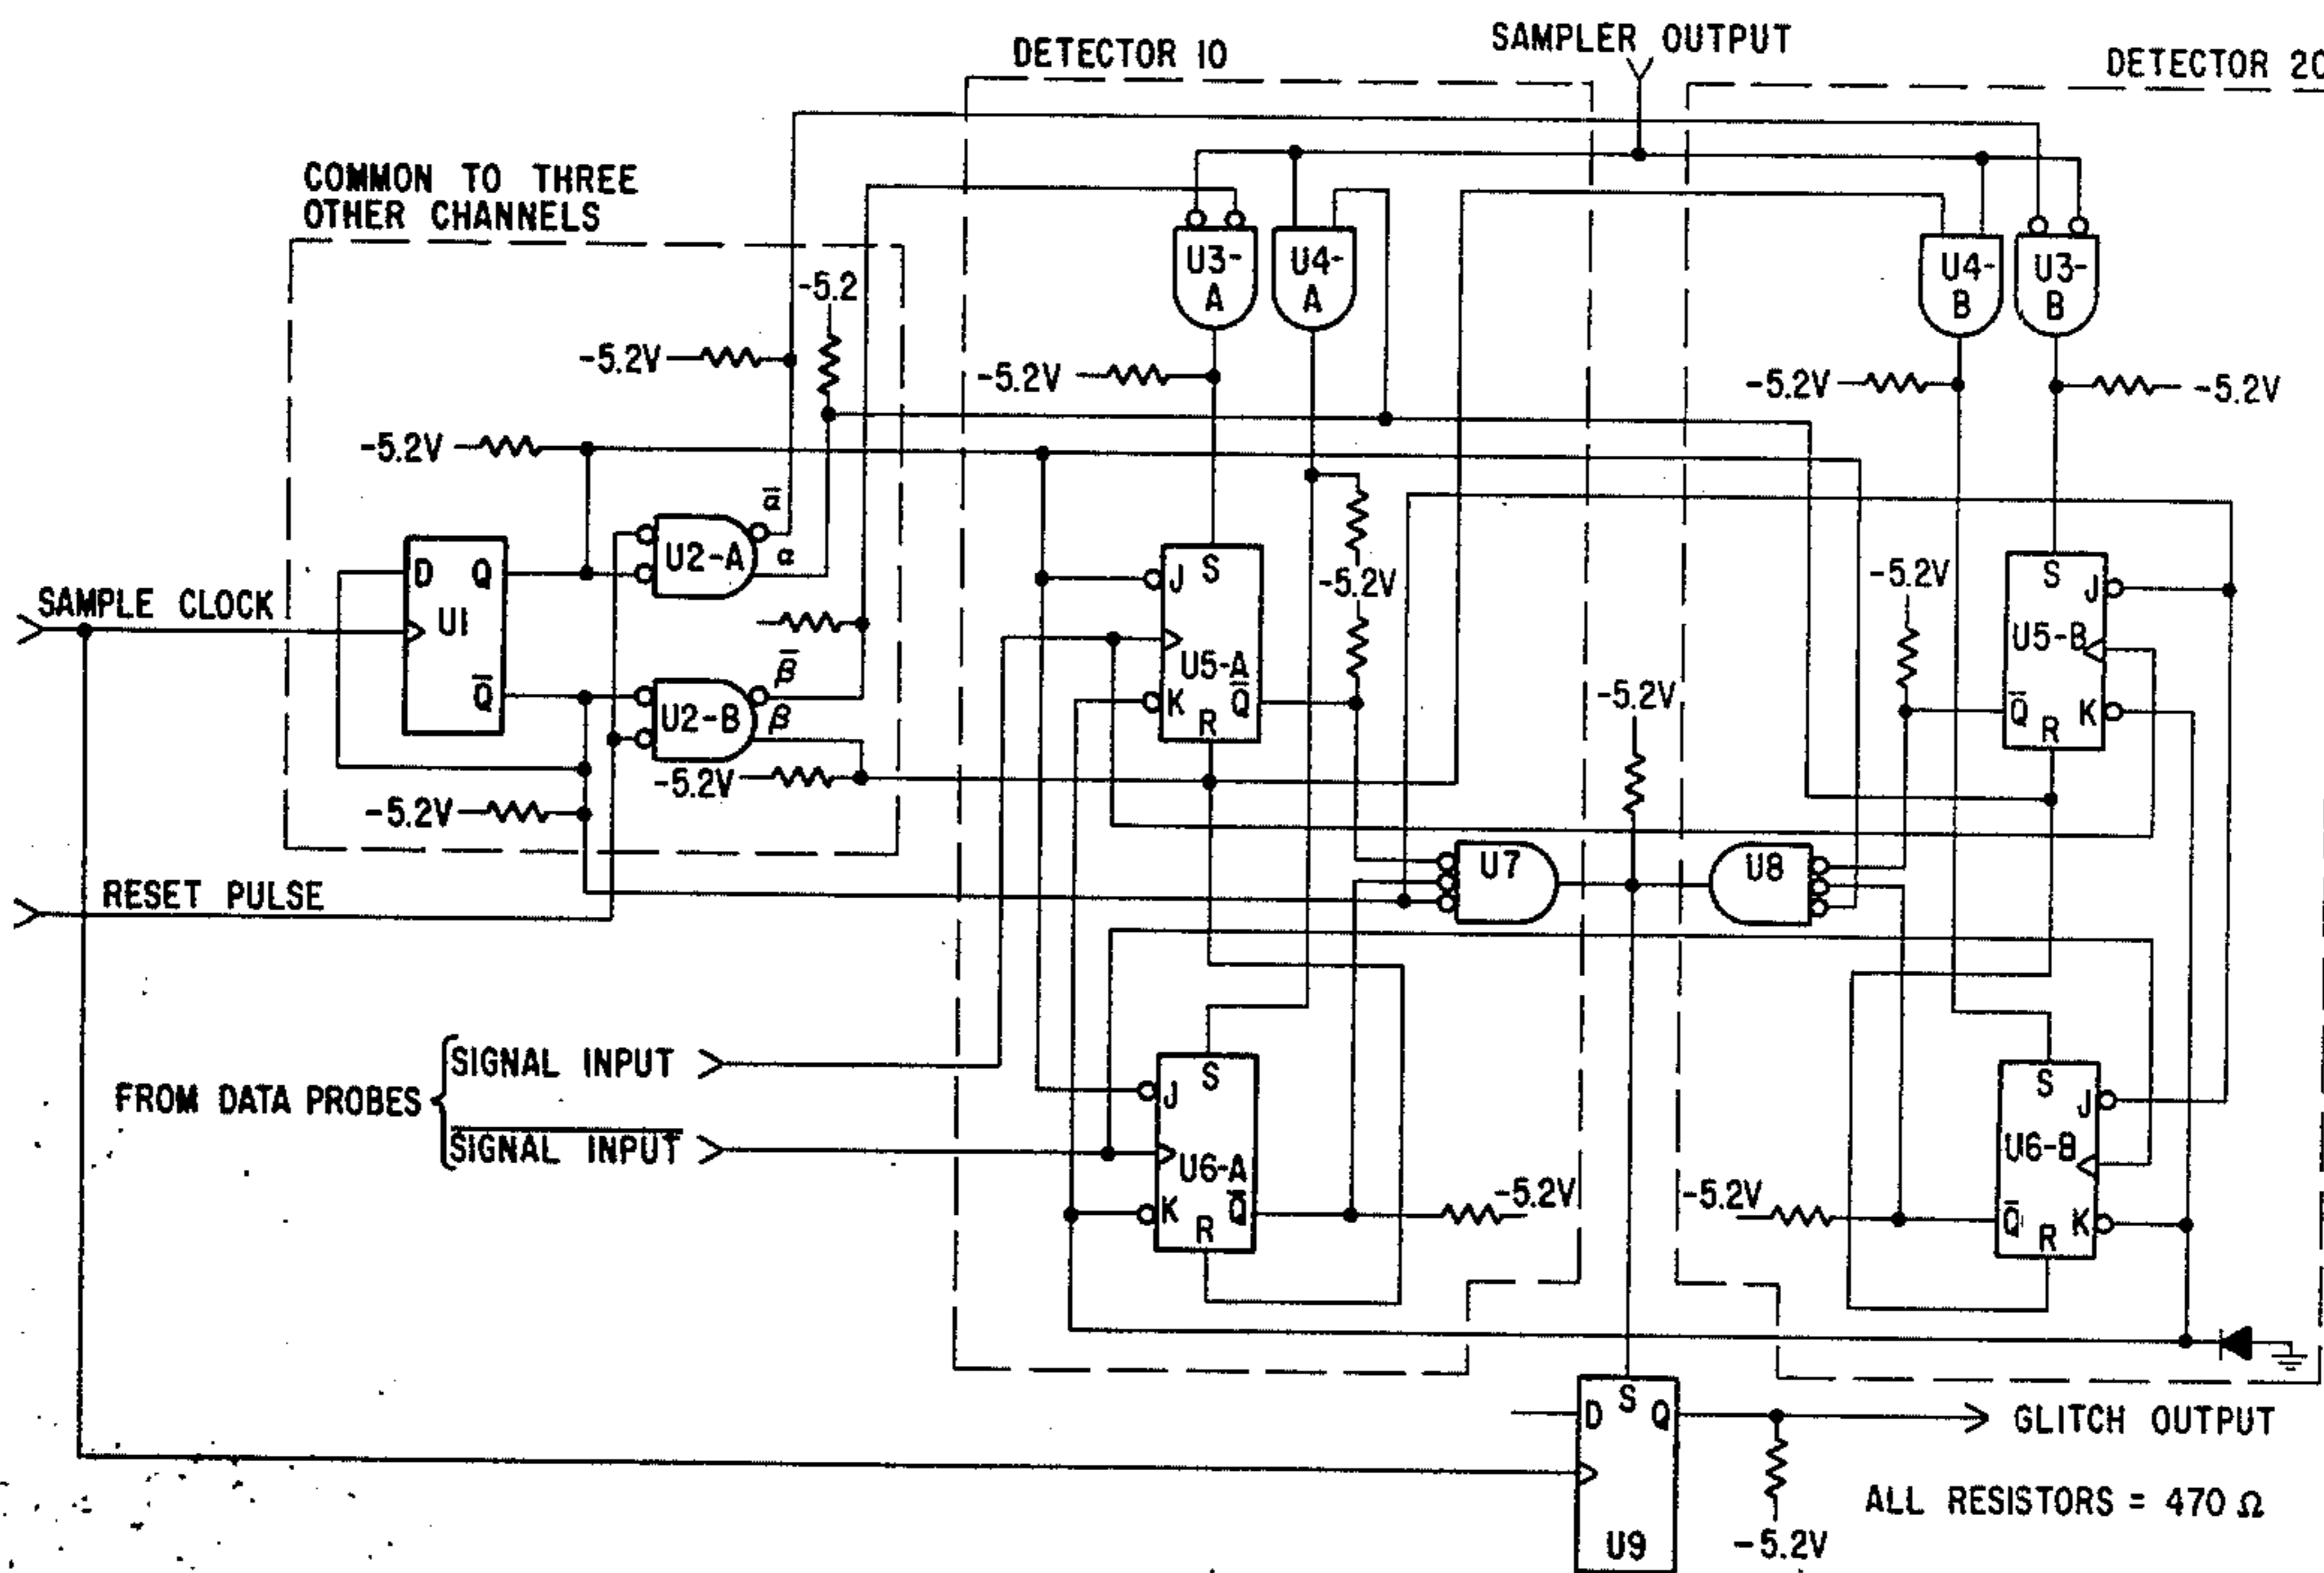 DETECTOR 10
SAMPLER OUTPUT
DETECTOR 20
COMMON TO THREE
OTHER CHANNELS
U3-
A
U4-
A
U4-
B
U3-
B
-5.2
-5.2V
-5.2V
-5.2V
-5.2V
-5.2V
ᾱ
α
D Q
U1
Q̄
U2-A
SAMPLE CLOCK
β̄
U2-B
β
-5.2V
-5.2V
J S
U5-A
K R Q̄
-5.2V
-5.2V
-5.2V
S J
U5-B
Q̄ R K
U7
U8
RESET PULSE
FROM DATA PROBES
SIGNAL INPUT
S̅I̅G̅N̅A̅L̅ I̅N̅P̅U̅T̅
J S
U6-A
K R Q̄
-5.2V
-5.2V
S J
U6-B
Q̄ R K
D S Q
U9
GLITCH OUTPUT
ALL RESISTORS = 470 Ω
-5.2V